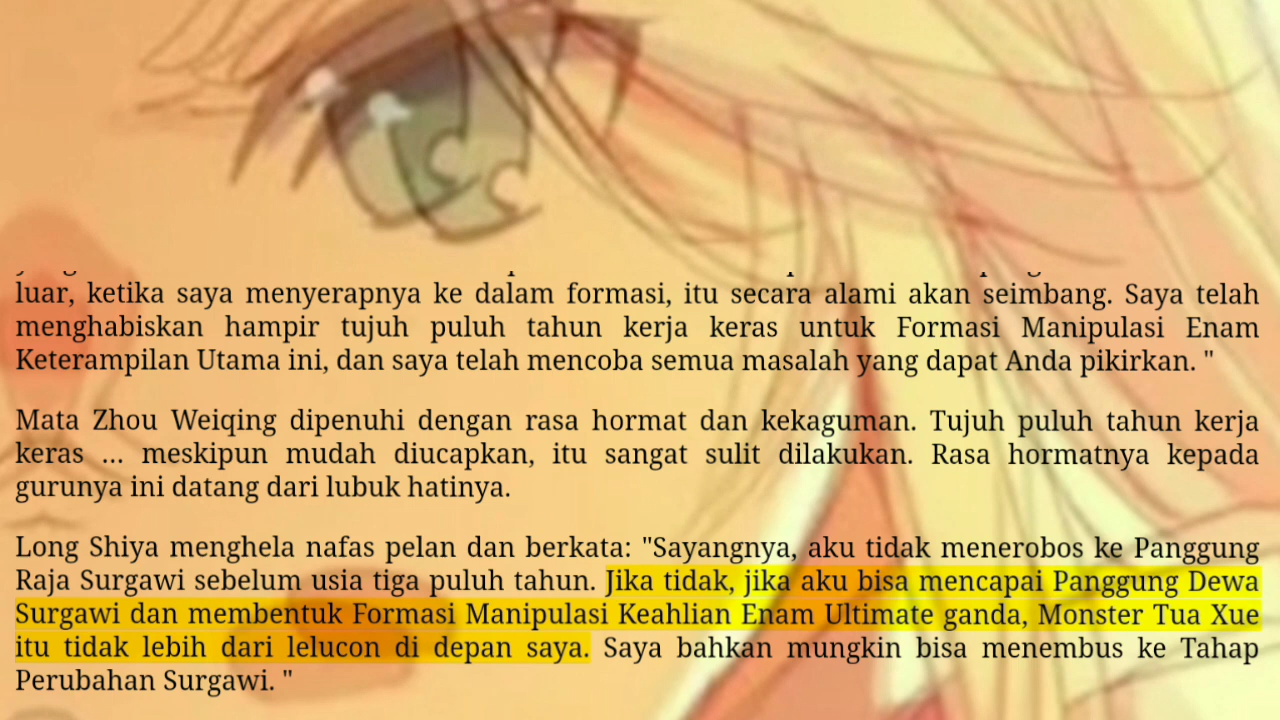 luar, ketika saya menyerapnya ke dalam formasi, itu secara alami akan seimbang. Saya telah
menghabiskan hampir tujuh puluh tahun kerja keras untuk Formasi Manipulasi Enam
Keterampilan Utama ini, dan saya telah mencoba semua masalah yang dapat Anda pikirkan. "
Mata Zhou Weiqing dipenuhi dengan rasa hormat dan kekaguman. Tujuh puluh tahun kerja
keras ... meskipun mudah diucapkan, itu sangat sulit dilakukan. Rasa hormatnya kepada
gurunya ini datang dari lubuk hatinya.
Long Shiya menghela nafas pelan dan berkata: "Sayangnya, aku tidak menerobos ke Panggung
Raja Surgawi sebelum usia tiga puluh tahun. Jika tidak, jika aku bisa mencapai Panggung Dewa
Surgawi dan membentuk Formasi Manipulasi Keahlian Enam Ultimate ganda, Monster Tua Xue
itu tidak lebih dari lelucon di depan saya. Saya bahkan mungkin bisa menembus ke Tahap
Perubahan Surgawi. "